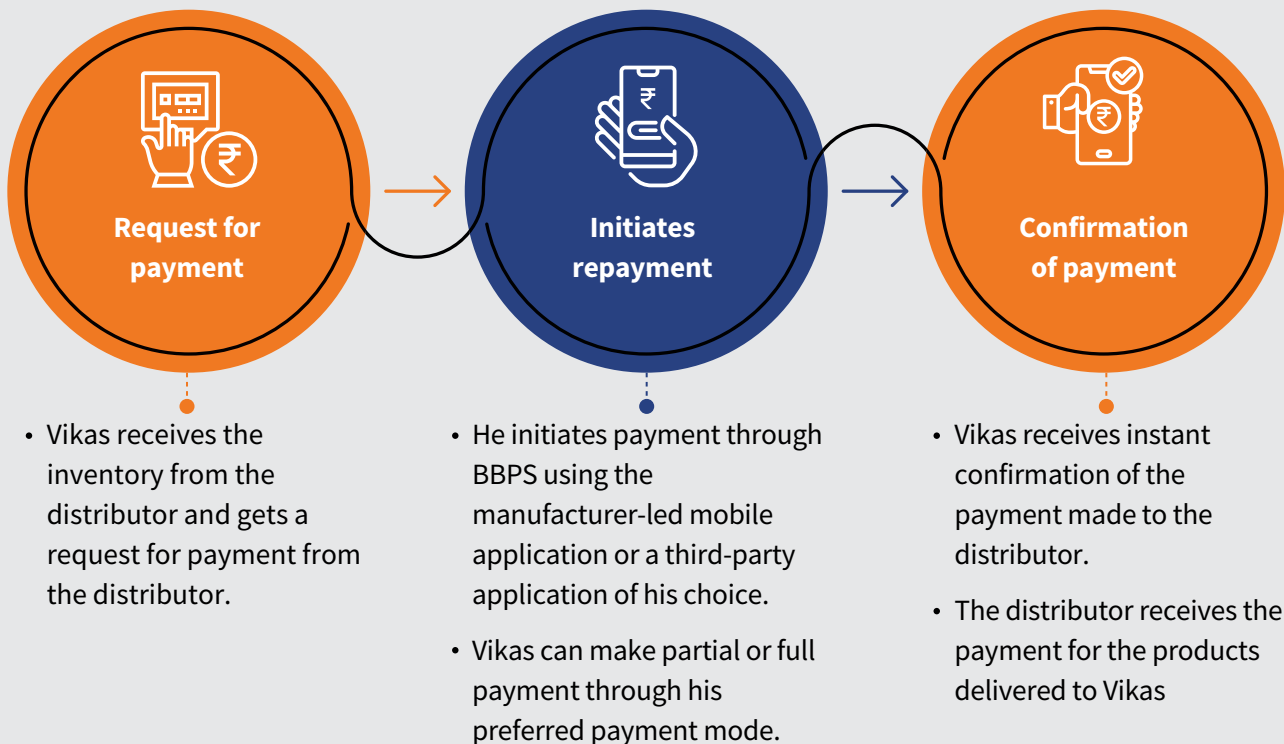 Request for
payment
Initiates
repayment
Confirmation
of payment
• Vikas receives the
inventory from the
distributor and gets a
request for payment from
the distributor.
• He initiates payment through
BBPS using the
manufacturer-led mobile
application or a third-party
application of his choice.
• Vikas can make partial or full
payment through his
preferred payment mode.
• Vikas receives instant
confirmation of the
payment made to the
distributor.
• The distributor receives the
payment for the products
delivered to Vikas